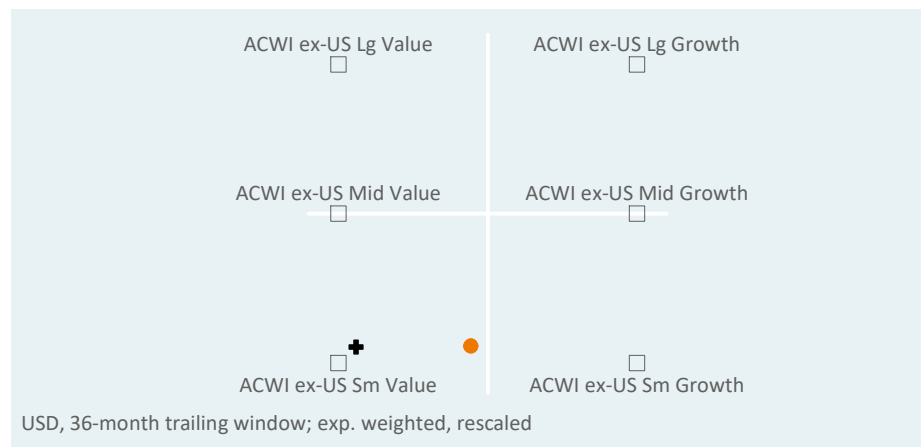 ACWI ex-US Lg Value
ACWI ex-US Lg Growth
ACWI ex-US Mid Value
ACWI ex-US Mid Growth
ACWI ex-US Sm Value
ACWI ex-US Sm Growth
USD, 36-month trailing window; exp. weighted, rescaled